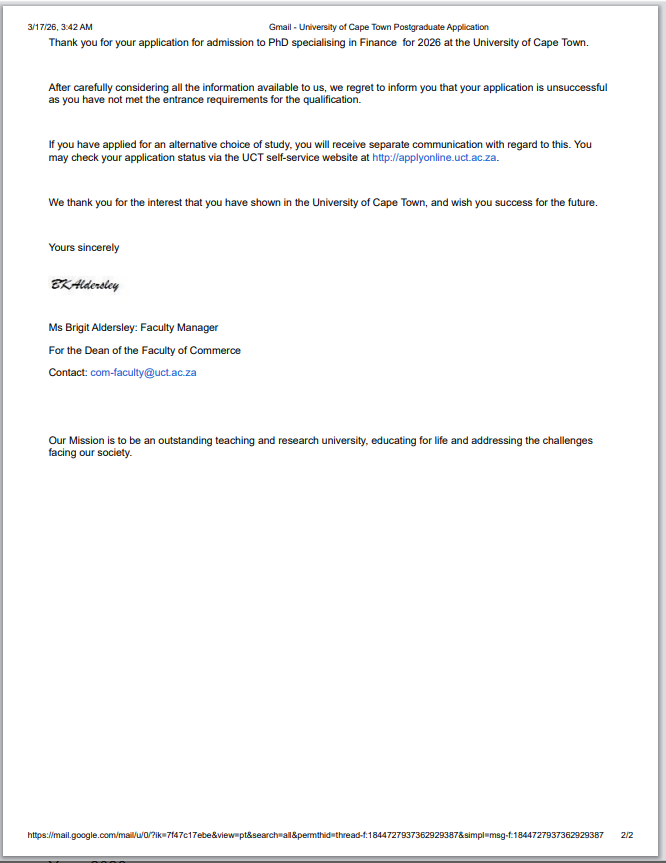 3/17/26, 3:42 AM Gmail - University of Cape Town Postgraduate Application
Thank you for your application for admission to PhD specialising in Finance for 2026 at the University of Cape Town.
After carefully considering all the information available to us, we regret to inform you that your application is unsuccessful
as you have not met the entrance requirements for the qualification.
If you have applied for an alternative choice of study, you will receive separate communication with regard to this. You
may check your application status via the UCT self-service website at http://applyonline.uct.ac.za.
We thank you for the interest that you have shown in the University of Cape Town, and wish you success for the future.
Yours sincerely
BKAldersley
Ms Brigit Aldersley: Faculty Manager
For the Dean of the Faculty of Commerce
Contact: com-faculty@uct.ac.za
Our Mission is to be an outstanding teaching and research university, educating for life and addressing the challenges
facing our society.
https://mail.google.com/mail/u/0/?ik=7f47c17ebe&view=pt&search=all&permthid=thread-f:1844727937362929387&simpl=msg-f:1844727937362929387 2/2